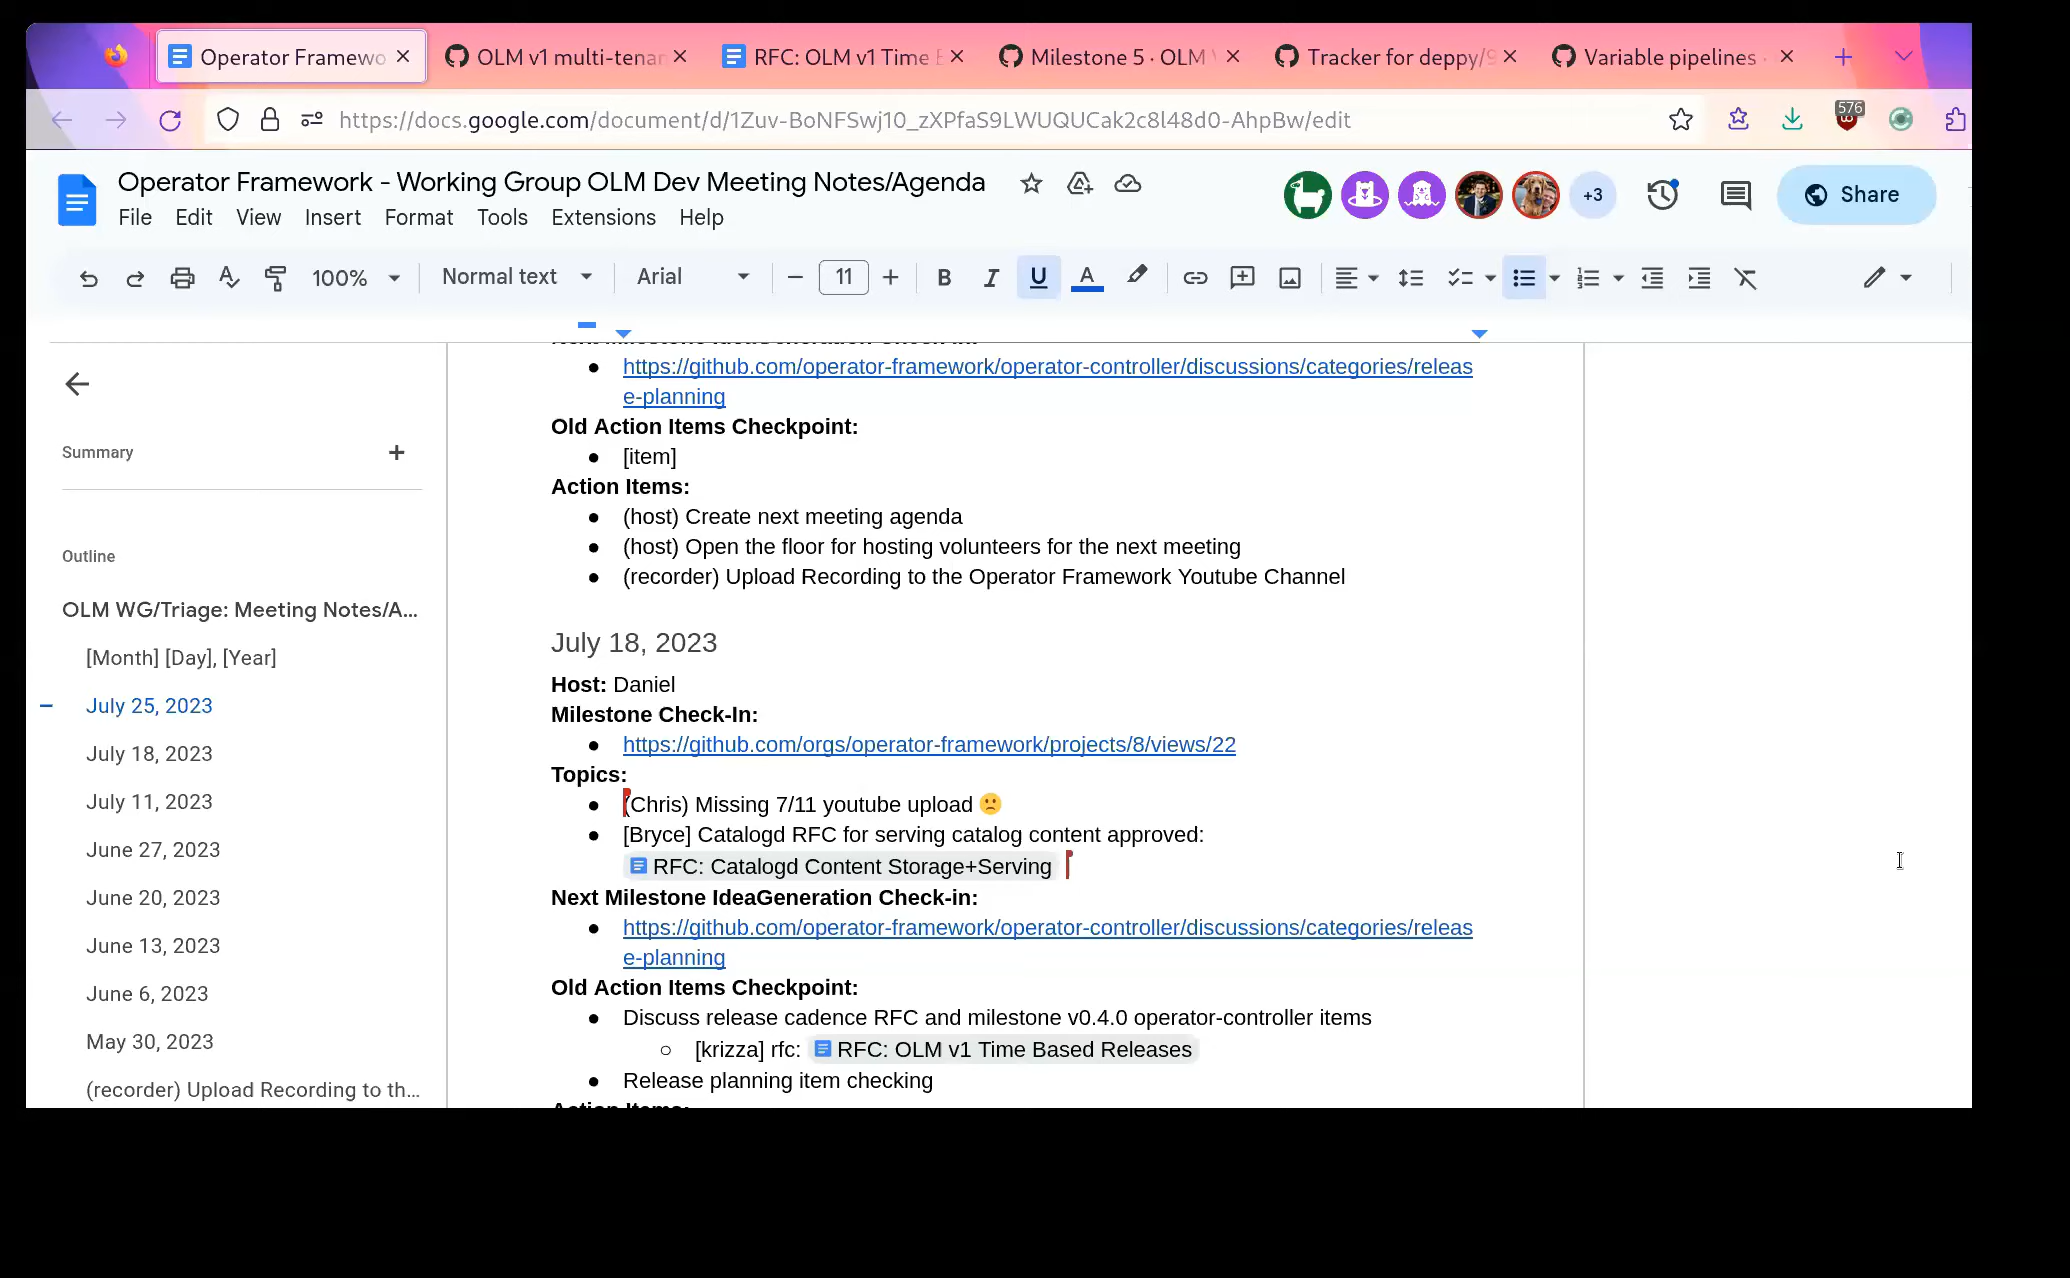 Operator Framewo
OLM v1 multi-tenan
RFC: OLM v1 Time
Milestone 5 · OLM
Tracker for deppy/9
Variable pipelines
https://docs.google.com/document/d/1Zuv-BoNFSwj10_zXPfaS9LWUQUCak2c8l48d0-AhpBw/edit
576
Operator Framework - Working Group OLM Dev Meeting Notes/Agenda
+3
Share
File Edit View Insert Format Tools Extensions Help
100% Normal text Arial 11 B I U A
https://github.com/operator-framework/operator-controller/discussions/categories/releas
e-planning
Old Action Items Checkpoint:
[item]
Action Items:
(host) Create next meeting agenda
(host) Open the floor for hosting volunteers for the next meeting
(recorder) Upload Recording to the Operator Framework Youtube Channel
July 18, 2023
Host: Daniel
Milestone Check-In:
https://github.com/orgs/operator-framework/projects/8/views/22
Topics:
(Chris) Missing 7/11 youtube upload 🙁
[Bryce] Catalogd RFC for serving catalog content approved:
RFC: Catalogd Content Storage+Serving
Next Milestone IdeaGeneration Check-in:
https://github.com/operator-framework/operator-controller/discussions/categories/releas
e-planning
Old Action Items Checkpoint:
Discuss release cadence RFC and milestone v0.4.0 operator-controller items
[krizza] rfc: RFC: OLM v1 Time Based Releases
Release planning item checking
Action Items:
Summary
Outline
OLM WG/Triage: Meeting Notes/A...
[Month] [Day], [Year]
July 25, 2023
July 18, 2023
July 11, 2023
June 27, 2023
June 20, 2023
June 13, 2023
June 6, 2023
May 30, 2023
(recorder) Upload Recording to th...